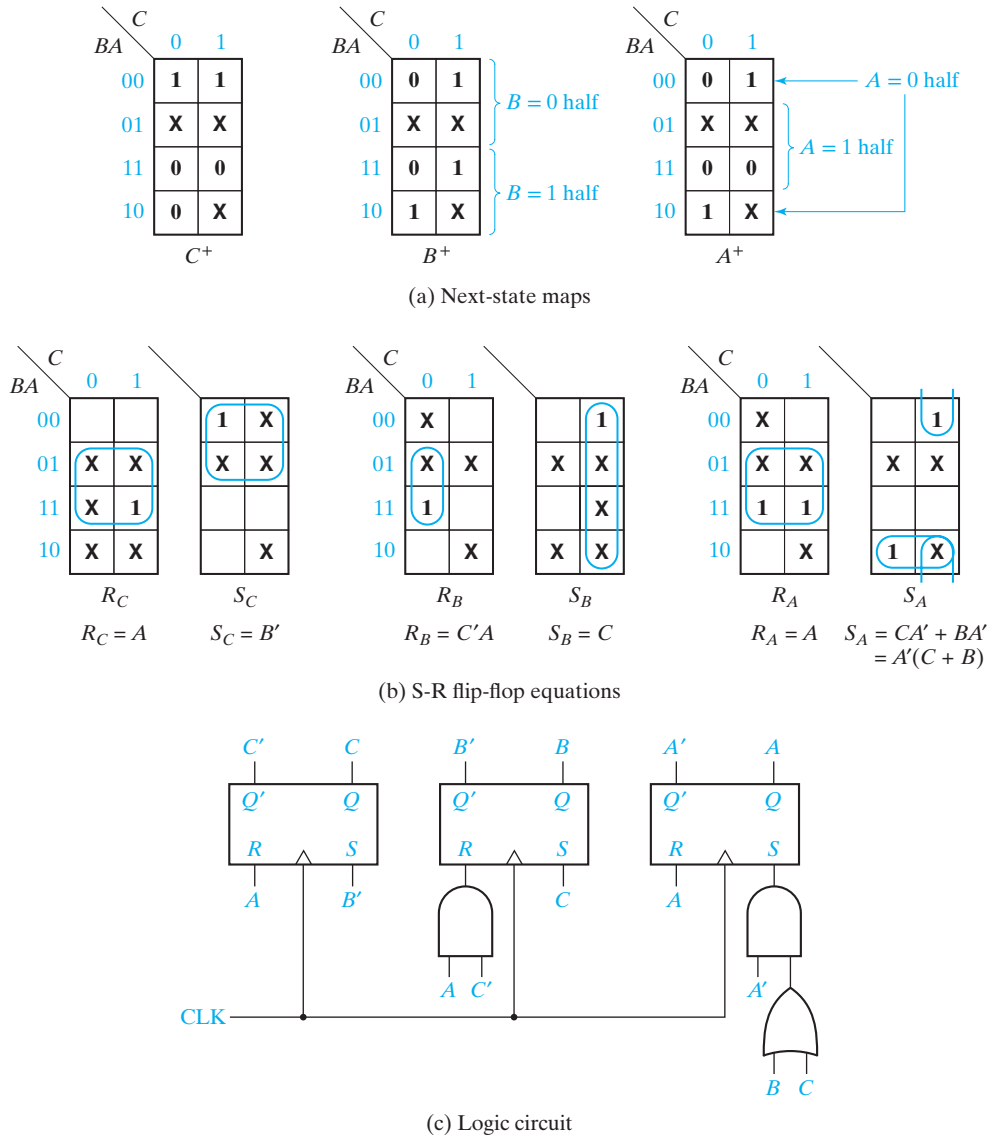 C C C
BA 0 1 BA 0 1 BA 0 1
00 1 1 00 0 1 B = 0 half 00 0 1 A = 0 half
01 X X 01 X X 01 X X A = 1 half
11 0 0 11 0 1 B = 1 half 11 0 0
10 0 X 10 1 X 10 1 X
C⁺ B⁺ A⁺
(a) Next-state maps
C C C
BA 0 1 BA 0 1 BA 0 1
00 1 X 00 X 1 00 X 1
01 X X X X 01 X X X X 01 X X X X
11 X 1 11 1 X 11 1 1
10 X X X 10 X X X 10 X 1 X
R_C S_C R_B S_B R_A S_A
R_C = A S_C = B′ R_B = C′A S_B = C R_A = A S_A = CA′ + BA′
= A′(C + B)
(b) S-R flip-flop equations
C′ C B′ B A′ A
Q′ Q Q′ Q Q′ Q
R S R S R S
A B′ C A
A C′ A′
CLK
B C
(c) Logic circuit